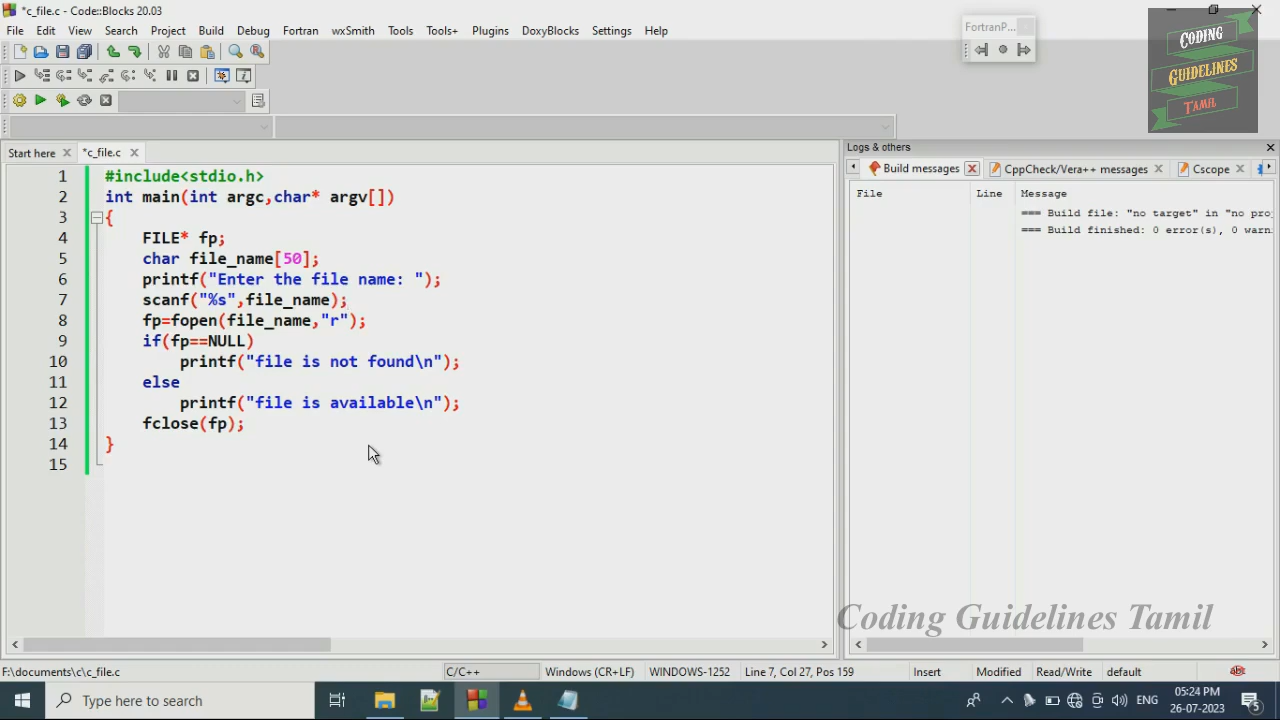 *c_file.c - Code::Blocks 20.03
File Edit View Search Project Build Debug Fortran wxSmith Tools Tools+ Plugins DoxyBlocks Settings Help
FortranP...
CODING
GUIDELINES
TAMIL
Start here *c_file.c
Logs & others
Build messages CppCheck/Vera++ messages Cscope
File Line Message
=== Build file: "no target" in "no proj
=== Build finished: 0 error(s), 0 warn
1 #include<stdio.h>
2 int main(int argc,char* argv[])
3 {
4 FILE* fp;
5 char file_name[50];
6 printf("Enter the file name: ");
7 scanf("%s",file_name);
8 fp=fopen(file_name,"r");
9 if(fp==NULL)
10 printf("file is not found\n");
11 else
12 printf("file is available\n");
13 fclose(fp);
14 }
15
Coding Guidelines Tamil
F:\documents\c\c_file.c C/C++ Windows (CR+LF) WINDOWS-1252 Line 7, Col 27, Pos 159 Insert Modified Read/Write default
Type here to search
ENG
05:24 PM
26-07-2023
5